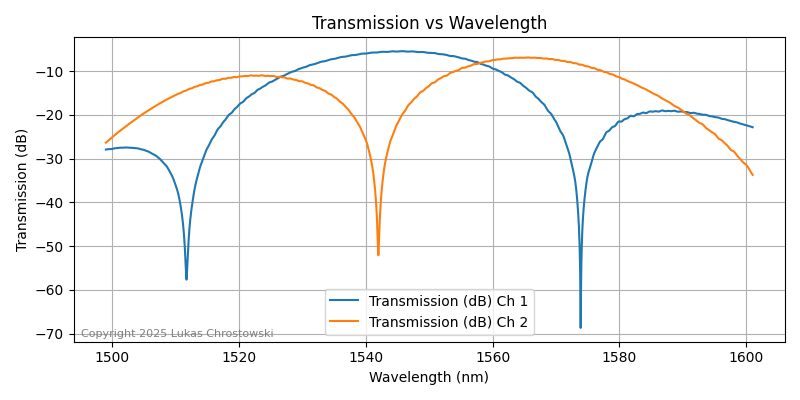 Transmission vs Wavelength
Transmission (dB)
−10
−20
−30
−40
−50
−60
−70
Transmission (dB) Ch 1
Transmission (dB) Ch 2
Copyright 2025 Lukas Chrostowski
1500 1520 1540 1560 1580 1600
Wavelength (nm)